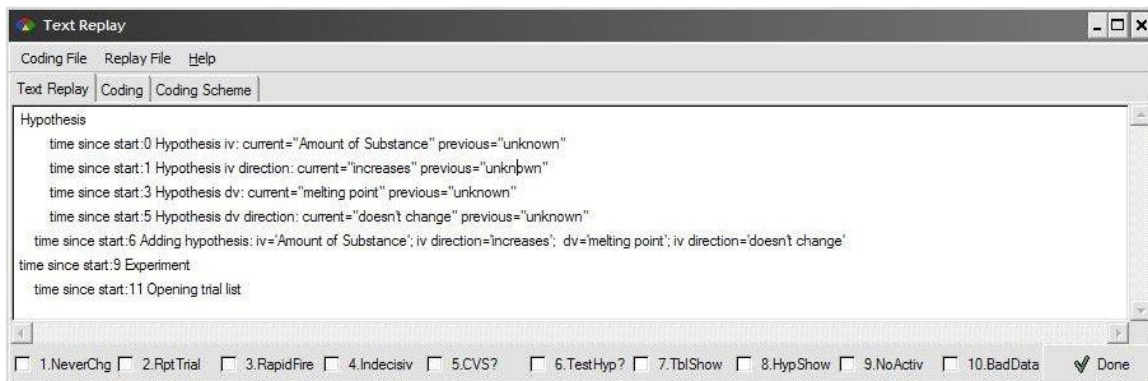 Text Replay
Coding File Replay File Help
Text Replay Coding Coding Scheme
Hypothesis
time since start:0 Hypothesis iv: current="Amount of Substance" previous="unknown"
time since start:1 Hypothesis iv direction: current="increases" previous="unknown"
time since start:3 Hypothesis dv: current="melting point" previous="unknown"
time since start:5 Hypothesis dv direction: current="doesn't change" previous="unknown"
time since start:6 Adding hypothesis: iv='Amount of Substance'; iv direction='increases'; dv='melting point'; iv direction='doesn't change'
time since start:9 Experiment
time since start:11 Opening trial list
1.NeverChg 2.RptTrial 3.RapidFire 4.Indecisiv 5.CVS? 6.TestHyp? 7.TblShow 8.HypShow 9.NoActiv 10.BadData Done